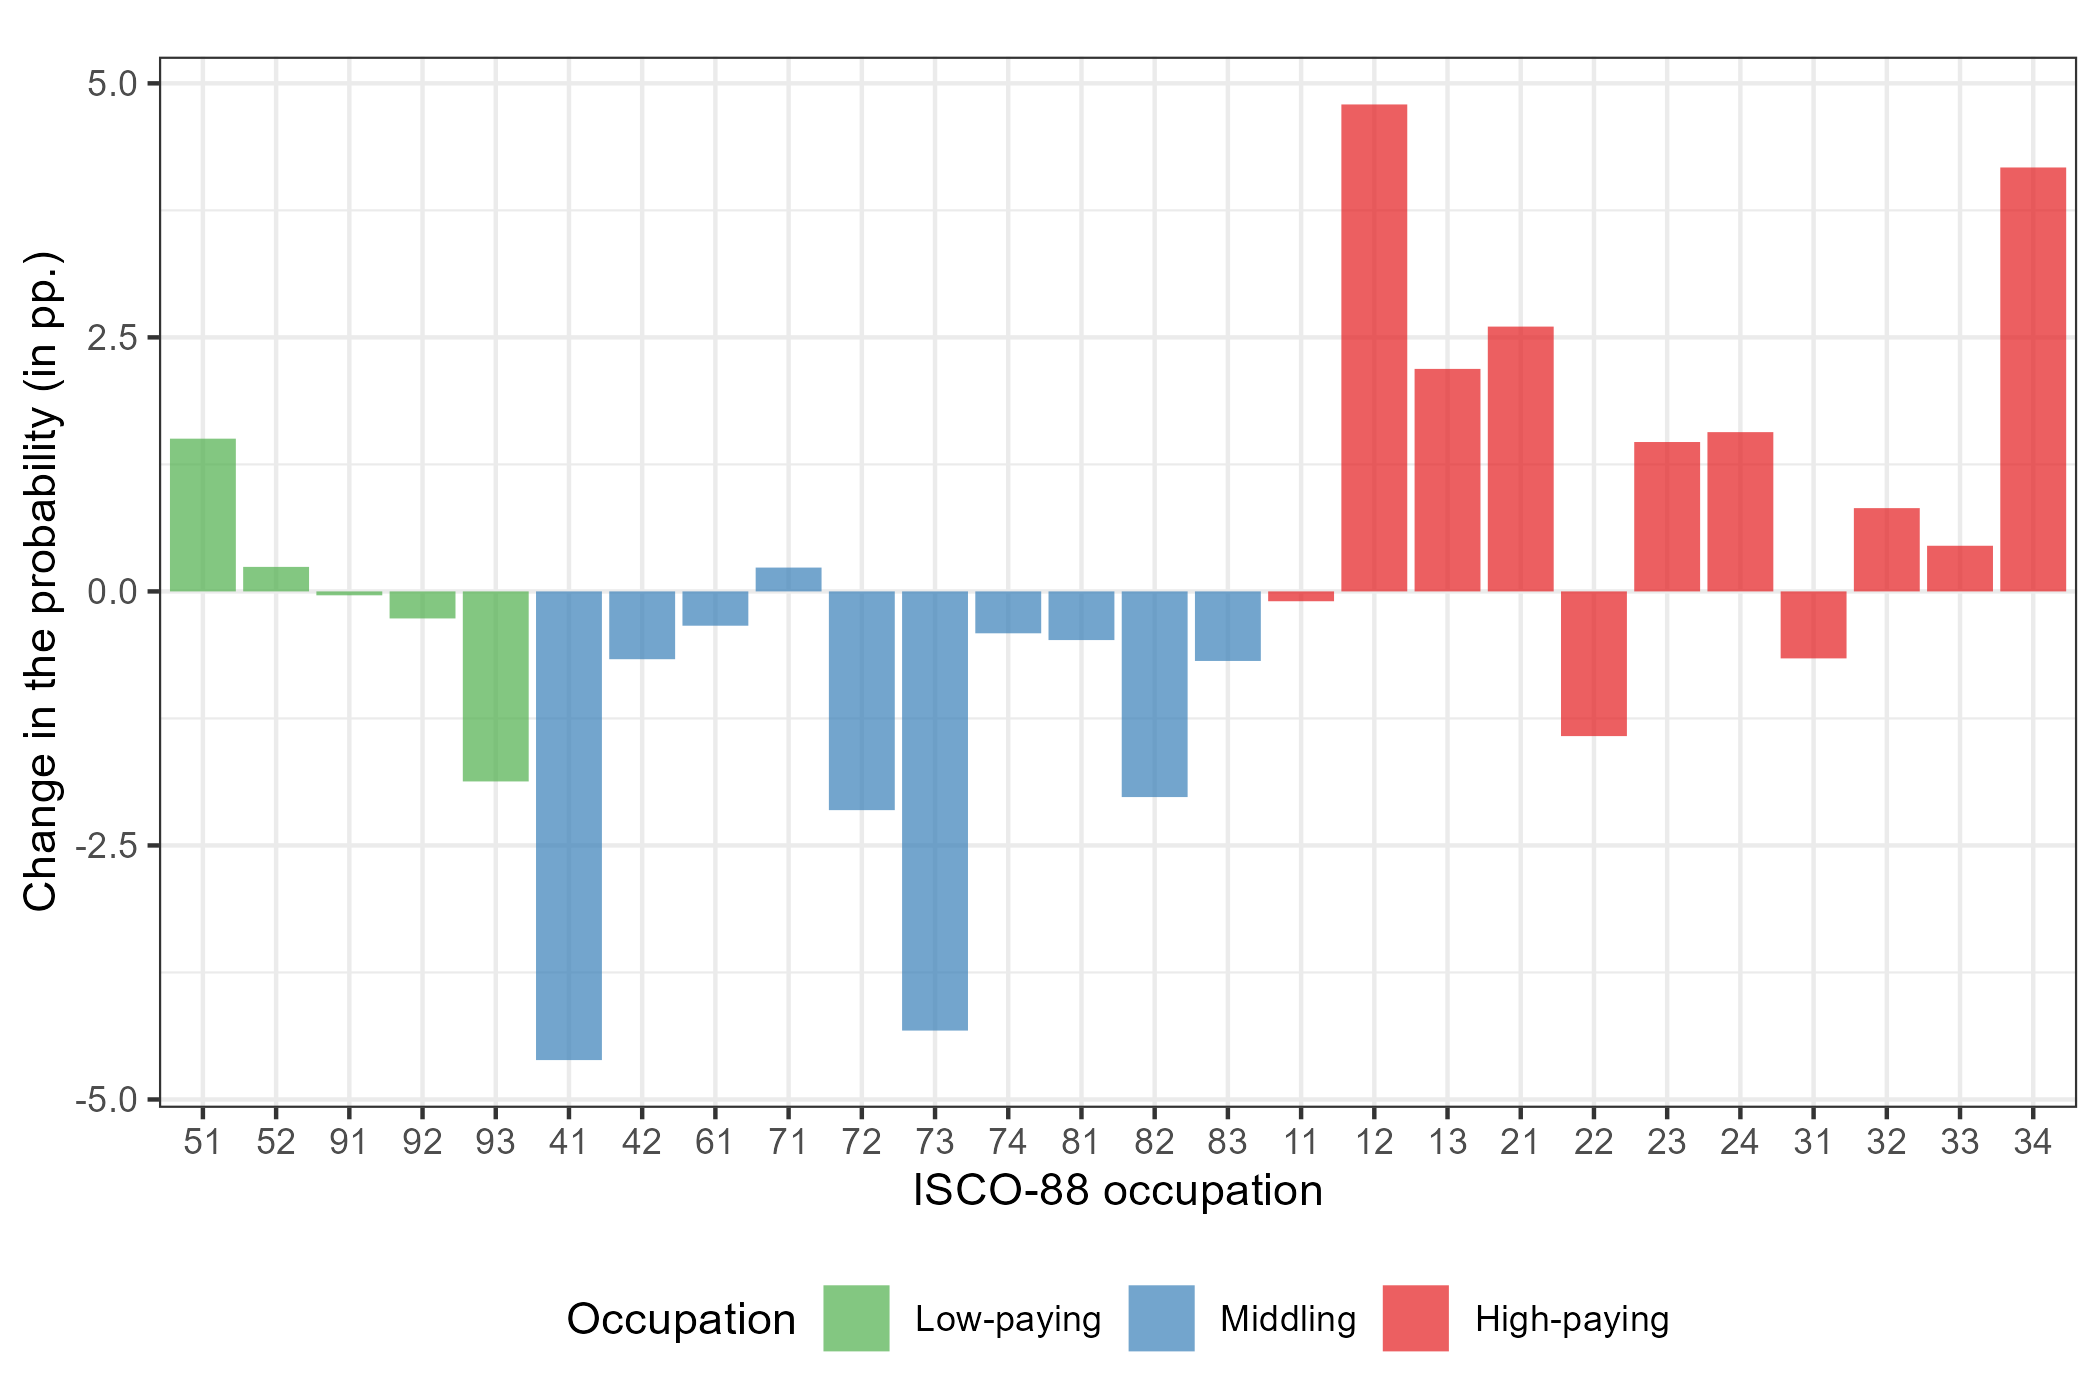 Change in the probability (in pp.)
5.0
2.5
0.0
-2.5
-5.0
51 52 91 92 93 41 42 61 71 72 73 74 81 82 83 11 12 13 21 22 23 24 31 32 33 34
ISCO-88 occupation
Occupation Low-paying Middling High-paying